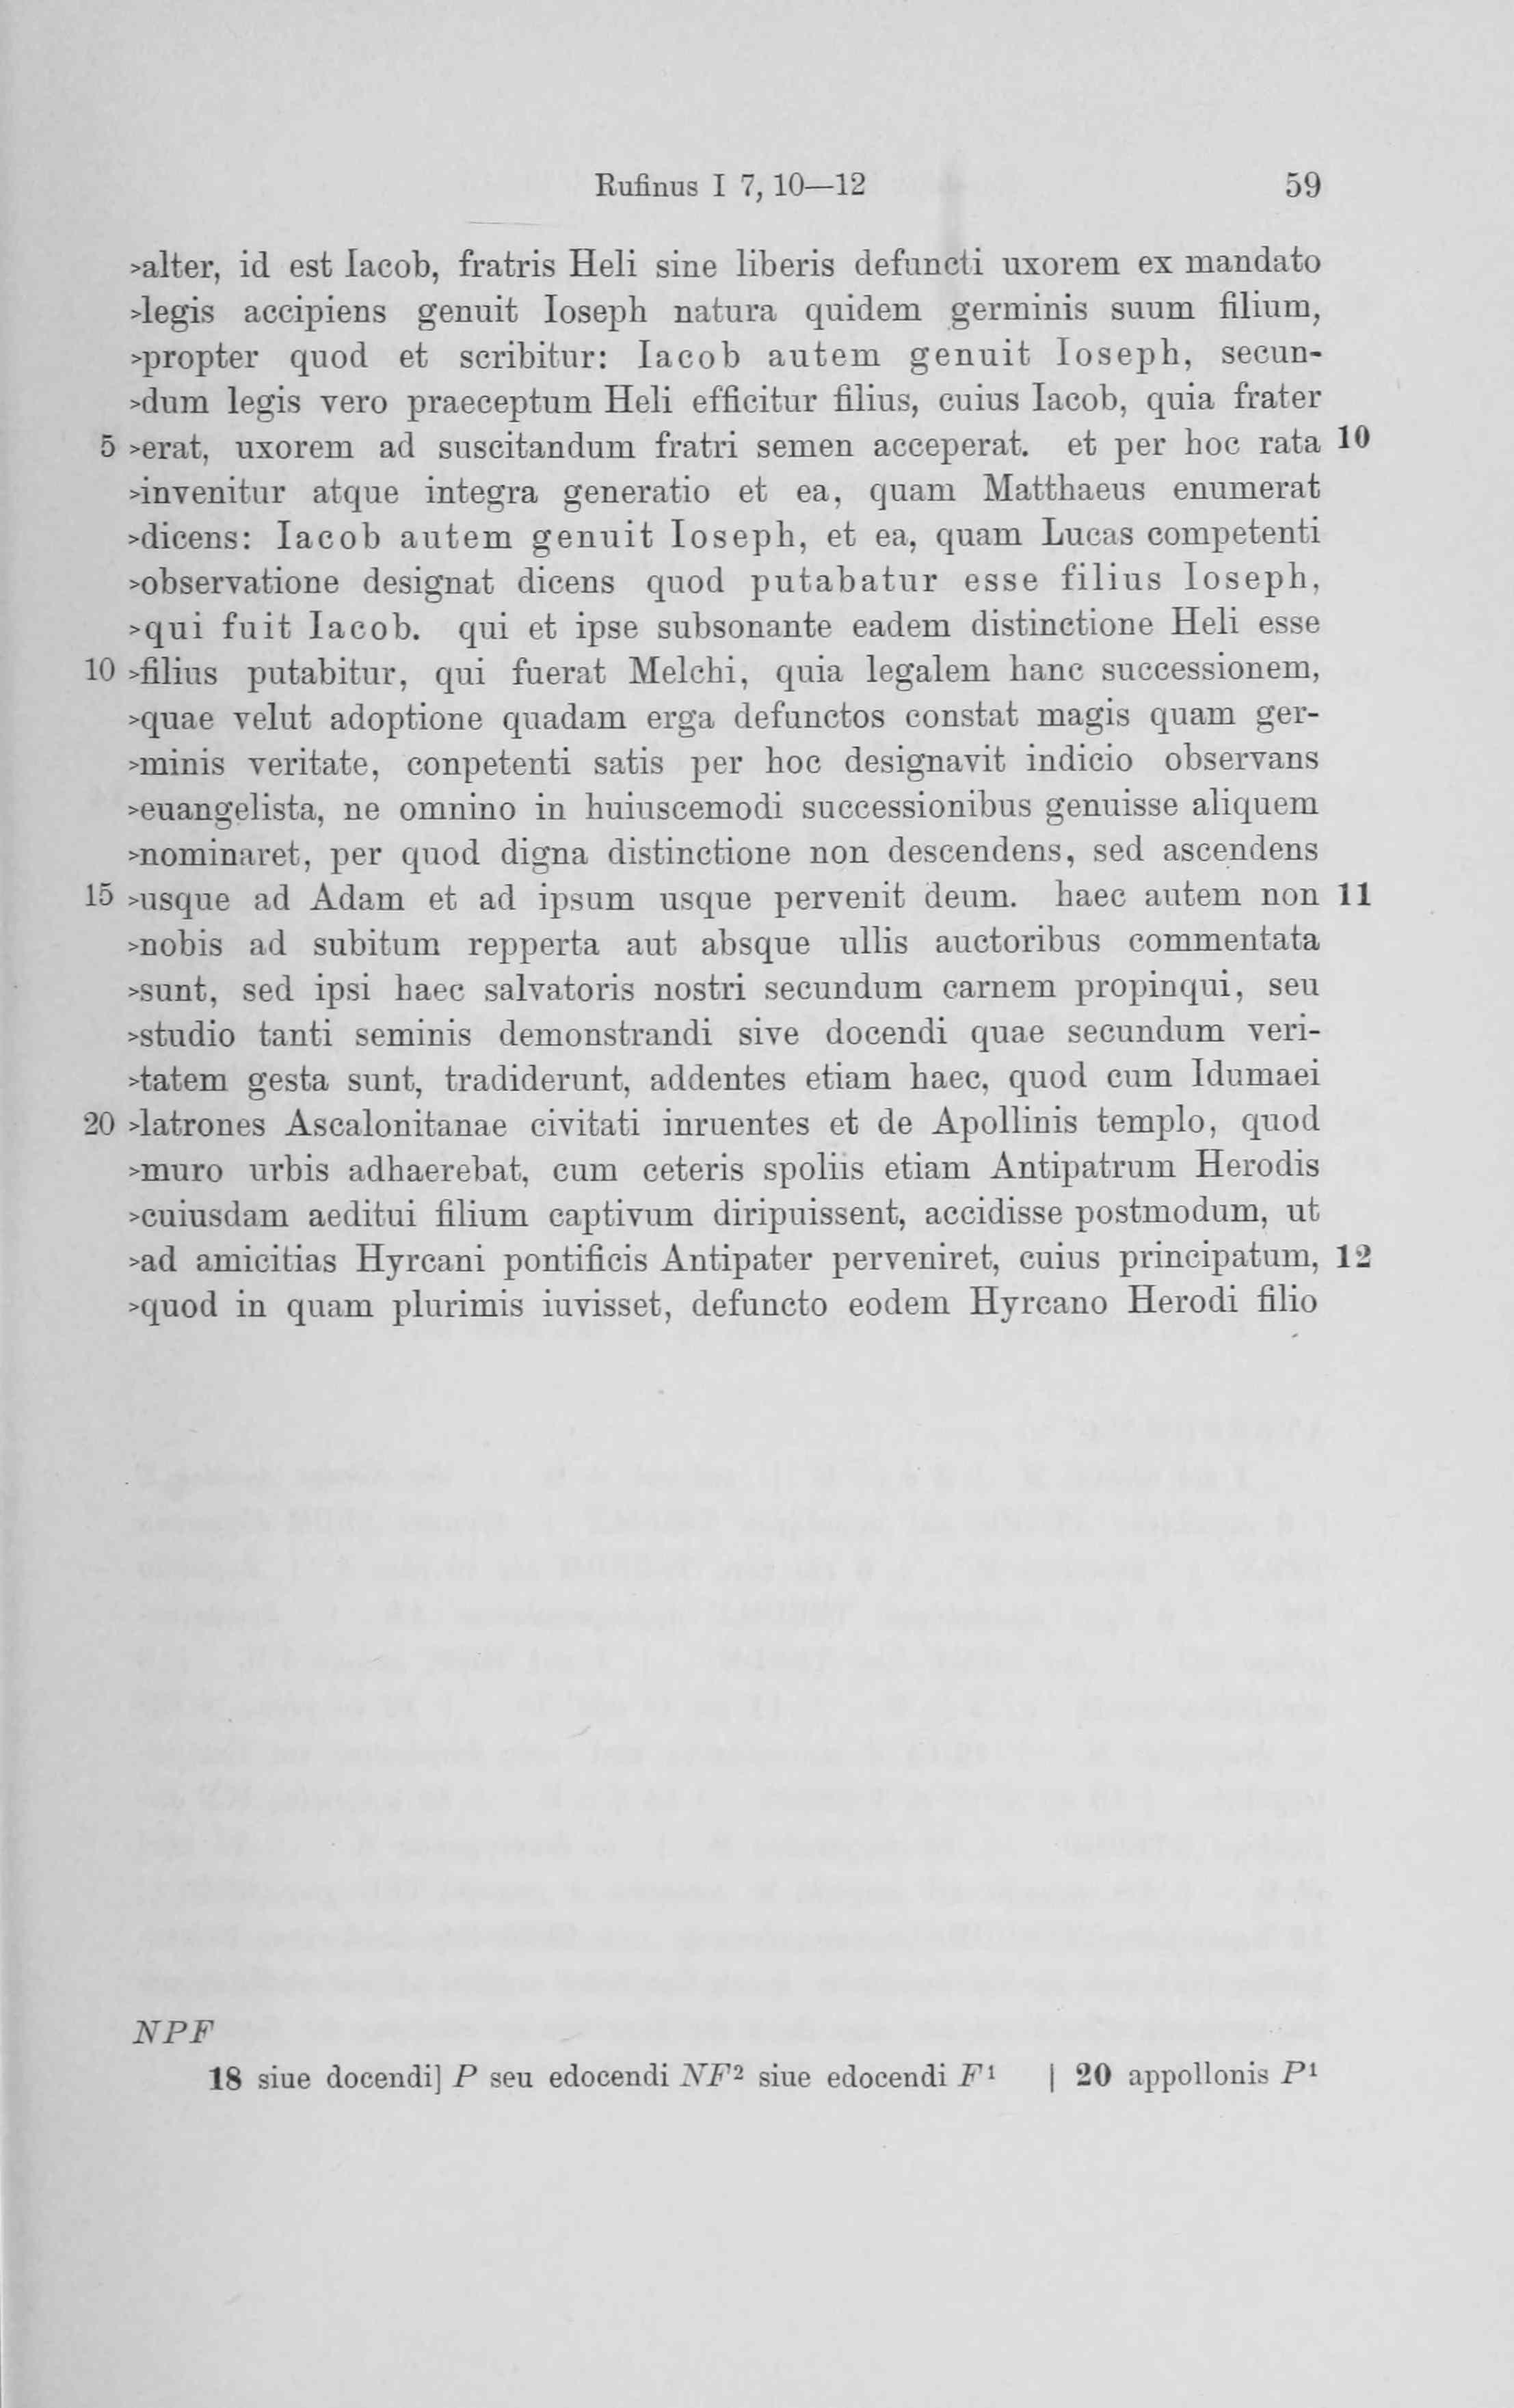 Rufinus I 7, 10—12 59
>alter, id est Iacob, fratris Heli sine liberis defuncti uxorem ex mandato
>legis accipiens genuit Ioseph natura quidem germinis suum filium,
>propter quod et scribitur: Iacob autem genuit Ioseph, secun-
>dum legis vero praeceptum Heli efficitur filius, cuius Iacob, quia frater
5 >erat, uxorem ad suscitandum fratri semen acceperat. et per hoc rata 10
>invenitur atque integra generatio et ea, quam Matthaeus enumerat
>dicens: Iacob autem genuit Ioseph, et ea, quam Lucas competenti
>observatione designat dicens quod putabatur esse filius Ioseph,
>qui fuit Iacob. qui et ipse subsonante eadem distinctione Heli esse
10 >filius putabitur, qui fuerat Melchi, quia legalem hanc successionem,
>quae velut adoptione quadam erga defunctos constat magis quam ger-
>minis veritate, conpetenti satis per hoc designavit indicio observans
>euangelista, ne omnino in huiuscemodi successionibus genuisse aliquem
>nominaret, per quod digna distinctione non descendens, sed ascendens
15 >usque ad Adam et ad ipsum usque pervenit deum. haec autem non 11
>nobis ad subitum repperta aut absque ullis auctoribus commentata
>sunt, sed ipsi haec salvatoris nostri secundum carnem propinqui, seu
>studio tanti seminis demonstrandi sive docendi quae secundum veri-
>tatem gesta sunt, tradiderunt, addentes etiam haec, quod cum Idumaei
20 >latrones Ascalonitanae civitati inruentes et de Apollinis templo, quod
>muro urbis adhaerebat, cum ceteris spoliis etiam Antipatrum Herodis
>cuiusdam aeditui filium captivum diripuissent, accidisse postmodum, ut
>ad amicitias Hyrcani pontificis Antipater perveniret, cuius principatum, 12
>quod in quam plurimis iuvisset, defuncto eodem Hyrcano Herodi filio
NPF
18 siue docendi] P seu edocendi NF² siue edocendi F¹ | 20 appollonis P¹